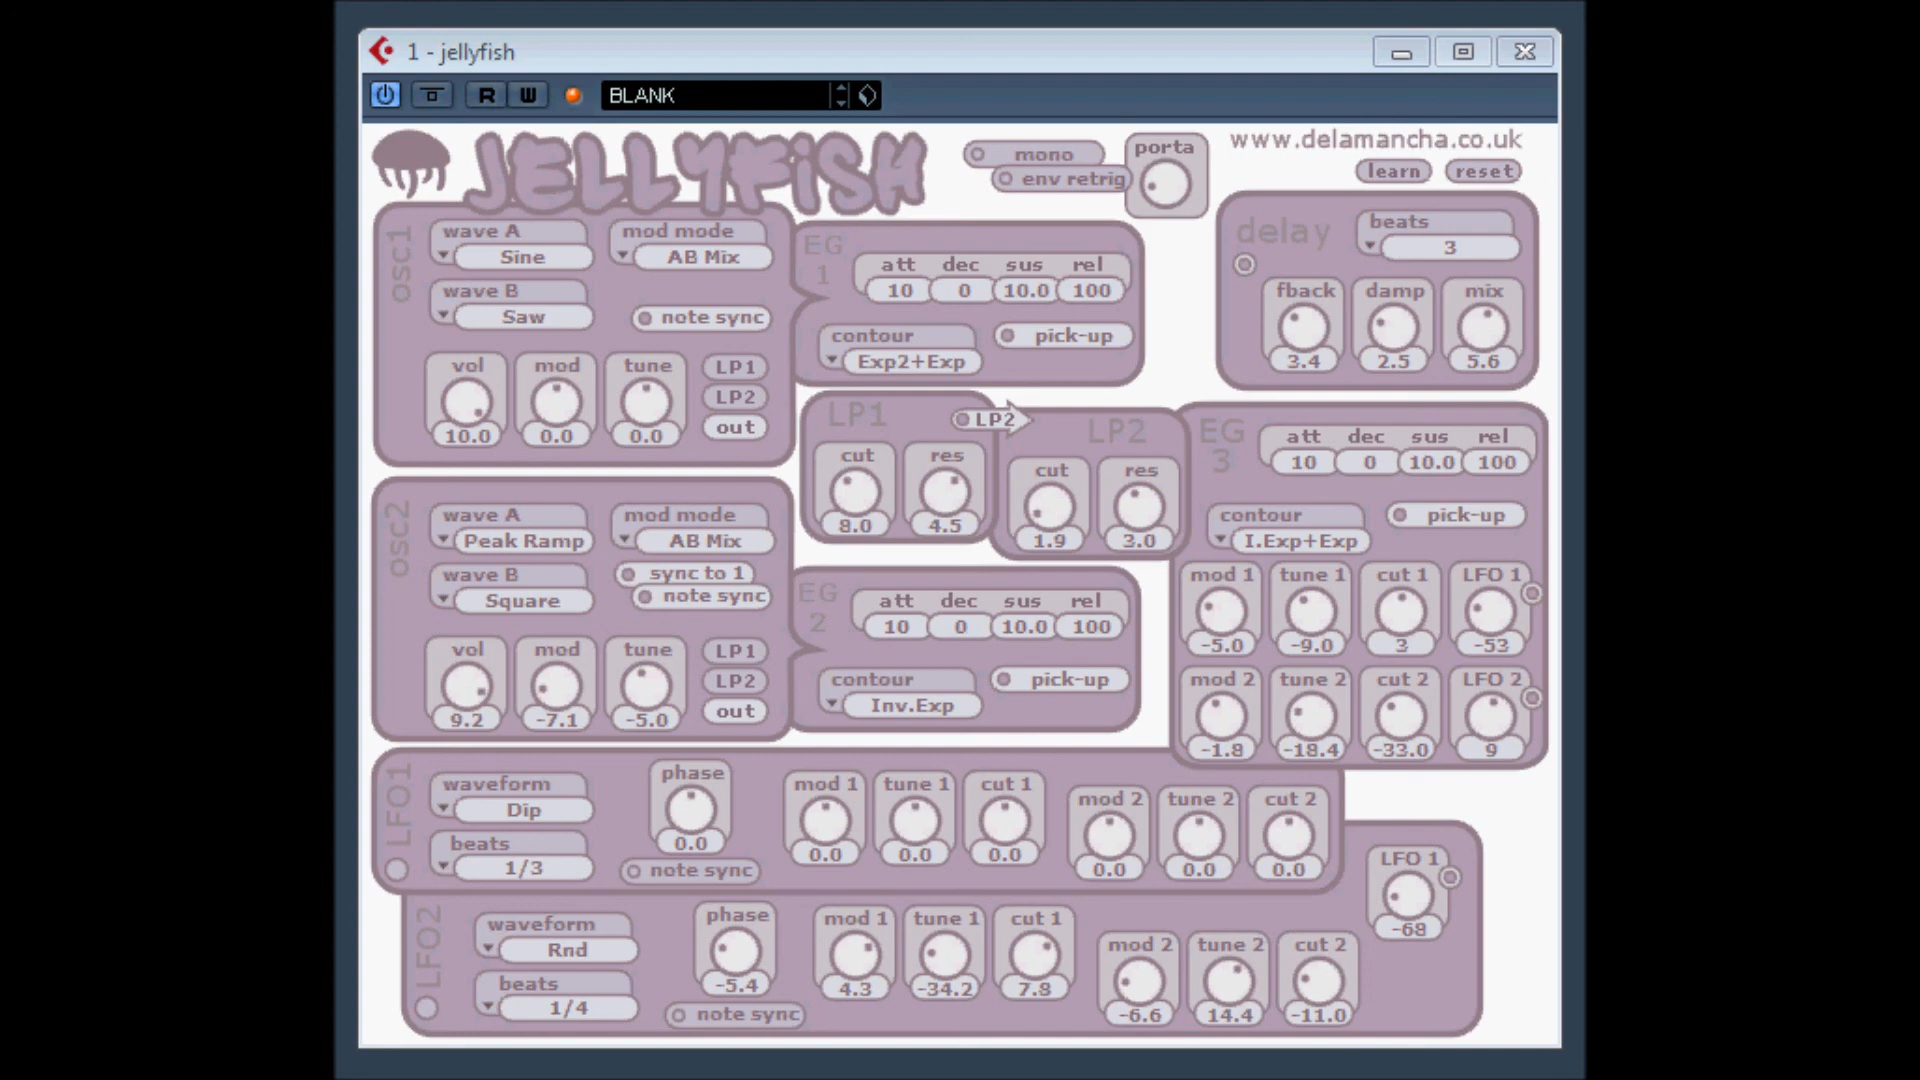 1 - jellyfish
R W BLANK
JELLYFISH
mono
env retrig
porta
www.delamancha.co.uk
learn reset
osc1
wave A
Sine
mod mode
AB Mix
wave B
Saw
note sync
vol mod tune
10.0 0.0 0.0
LP1
LP2
out
EG
1
att dec sus rel
10 0 10.0 100
contour
Exp2+Exp
pick-up
delay
beats
3
fback damp mix
3.4 2.5 5.6
LP1
LP2
cut res
8.0 4.5
LP2
cut res
1.9 3.0
EG
3
att dec sus rel
10 0 10.0 100
contour
I.Exp+Exp
pick-up
mod 1 tune 1 cut 1 LFO 1
-5.0 -9.0 3 -53
mod 2 tune 2 cut 2 LFO 2
-1.8 -18.4 -33.0 9
osc2
wave A
Peak Ramp
mod mode
AB Mix
wave B
Square
sync to 1
note sync
vol mod tune
9.2 -7.1 -5.0
LP1
LP2
out
EG
2
att dec sus rel
10 0 10.0 100
contour
Inv.Exp
pick-up
LFO1
waveform
Dip
beats
1/3
phase
0.0
note sync
mod 1 tune 1 cut 1
0.0 0.0 0.0
mod 2 tune 2 cut 2
0.0 0.0 0.0
LFO2
waveform
Rnd
beats
1/4
phase
-5.4
note sync
mod 1 tune 1 cut 1
4.3 -34.2 7.8
mod 2 tune 2 cut 2
-6.6 14.4 -11.0
LFO 1
-68